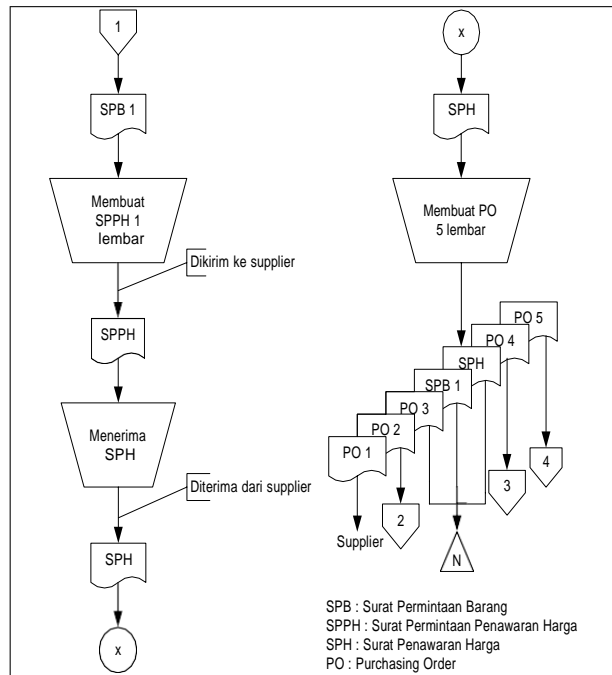 1
SPB 1
Membuat
SPPH 1
lembar
Dikirim ke supplier
SPPH
Menerima
SPH
Diterima dari supplier
SPH
x
x
SPH
Membuat PO
5 lembar
PO 5
PO 4
SPH
SPB 1
PO 3
PO 2
PO 1
4
3
2
Supplier
N
SPB : Surat Permintaan Barang
SPPH : Surat Permintaan Penawaran Harga
SPH : Surat Penawaran Harga
PO : Purchasing Order